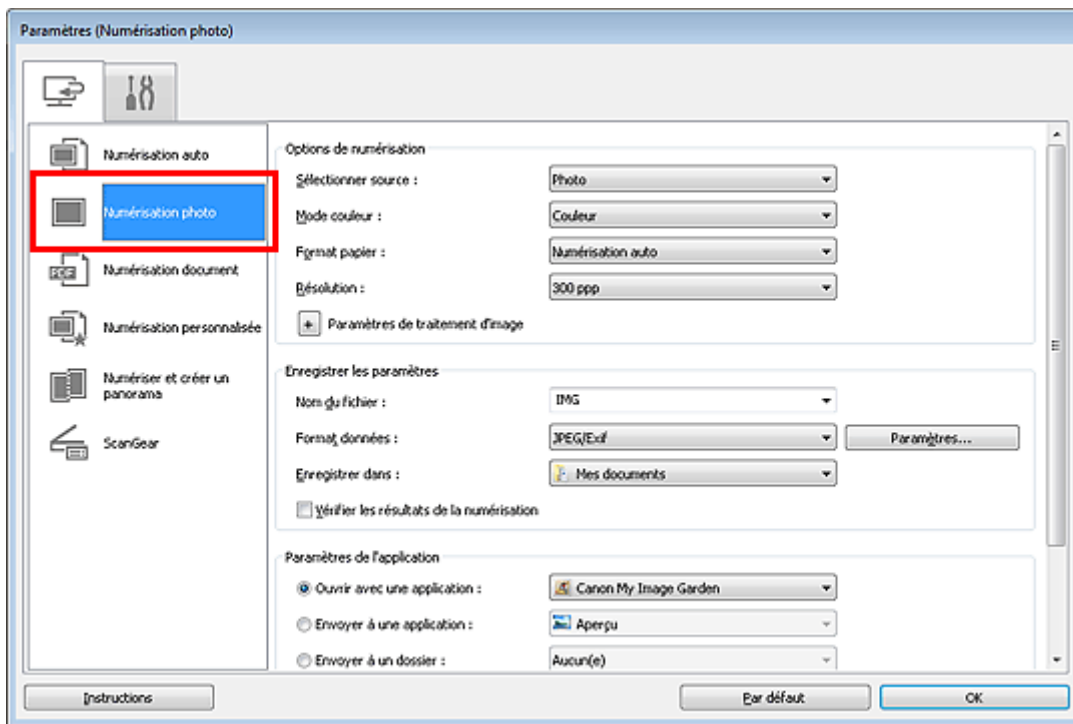 Paramètres (Numérisation photo)
Numérisation auto
Numérisation photo
PDF
Numérisation document
Numérisation personnalisée
Numériser et créer un
panorama
ScanGear
Options de numérisation
Sélectionner source :
Photo
Mode couleur :
Couleur
Format papier :
Numérisation auto
Résolution :
300 ppp
+ Paramètres de traitement d'image
Enregistrer les paramètres
Nom du fichier :
IMG
Format données :
JPEG/Exif
Paramètres...
Enregistrer dans :
Mes documents
Vérifier les résultats de la numérisation
Paramètres de l'application
Ouvrir avec une application :
Canon My Image Garden
Envoyer à une application :
Aperçu
Envoyer à un dossier :
Aucun(e)
Instructions
Par défaut
OK